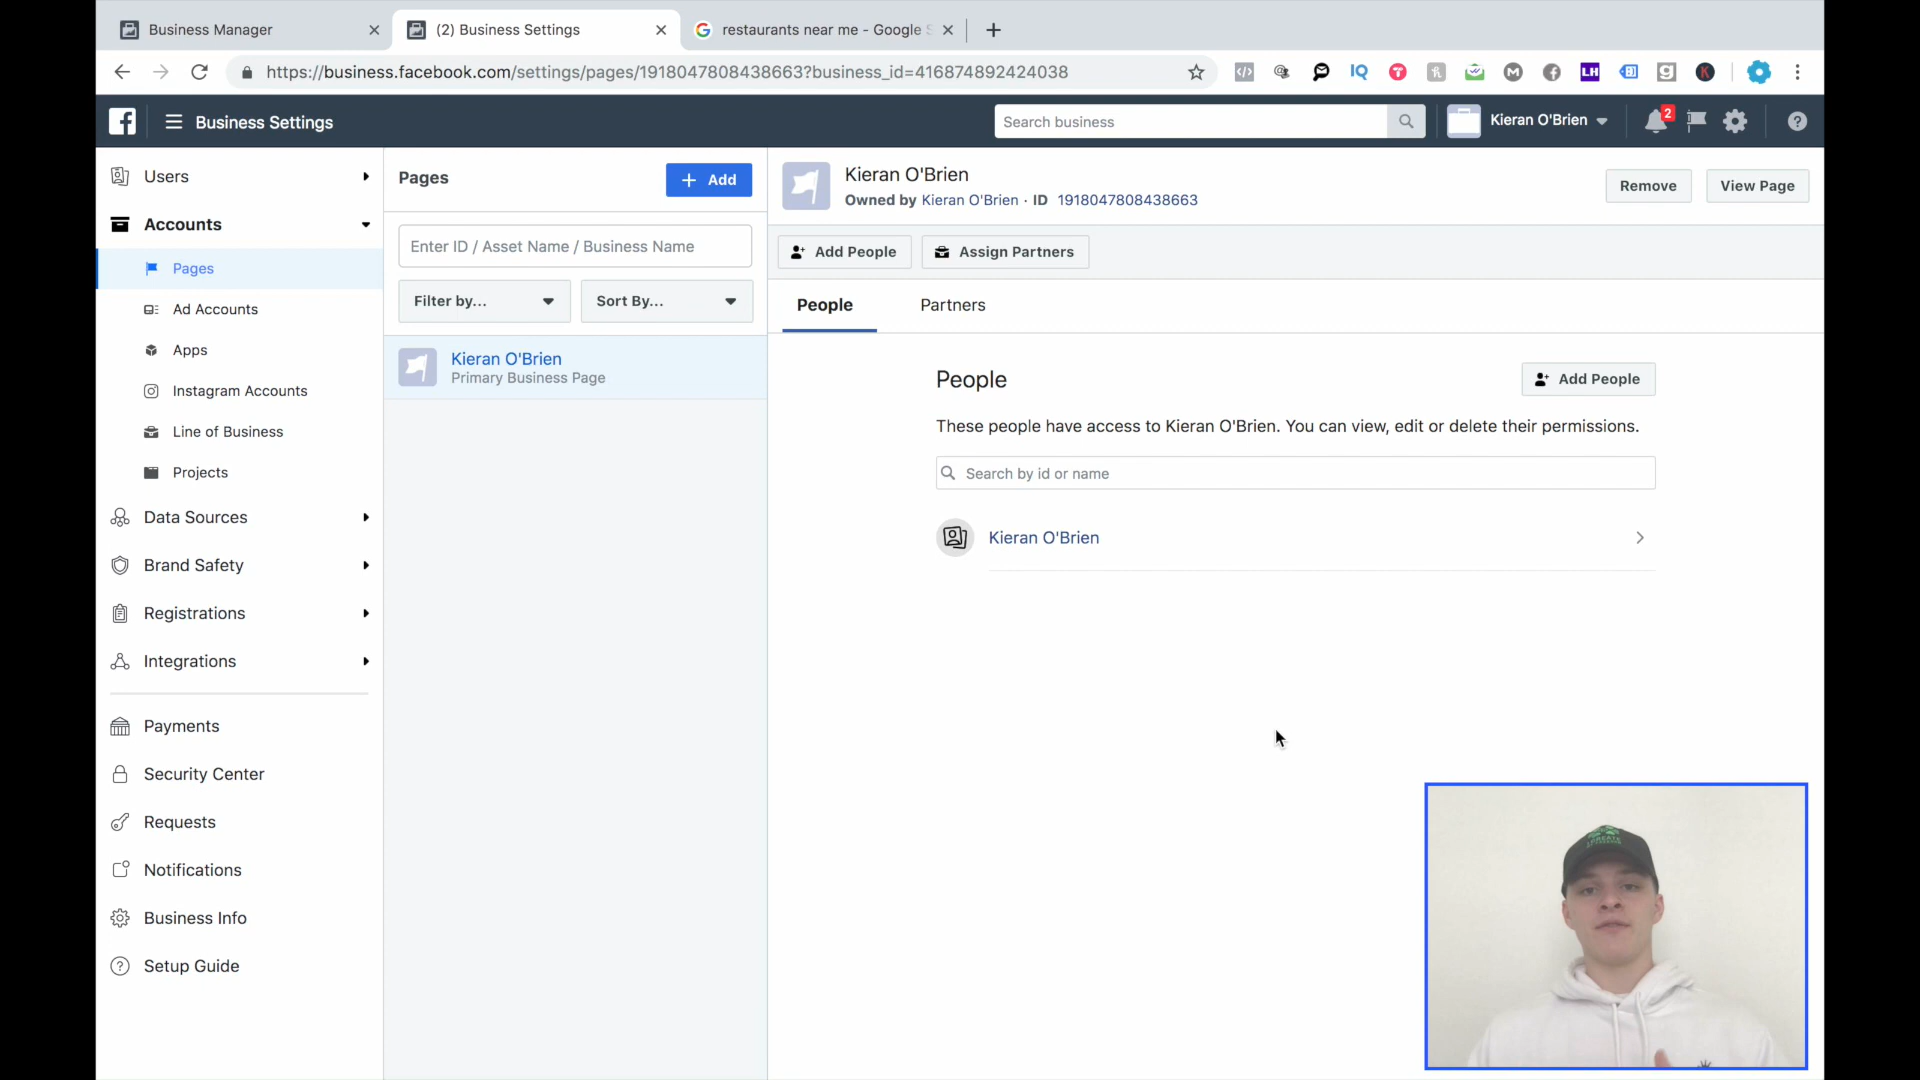 Business Manager
(2) Business Settings
restaurants near me - Google S
https://business.facebook.com/settings/pages/1918047808438663?business_id=416874892424038
Business Settings
Search business
Kieran O'Brien
2
Users
Accounts
Pages
Ad Accounts
Apps
Instagram Accounts
Line of Business
Projects
Data Sources
Brand Safety
Registrations
Integrations
Payments
Security Center
Requests
Notifications
Business Info
Setup Guide
Pages
+ Add
Enter ID / Asset Name / Business Name
Filter by...
Sort By...
Kieran O'Brien
Primary Business Page
Kieran O'Brien
Owned by Kieran O'Brien · ID 1918047808438663
Remove
View Page
Add People
Assign Partners
People
Partners
People
Add People
These people have access to Kieran O'Brien. You can view, edit or delete their permissions.
Search by id or name
Kieran O'Brien